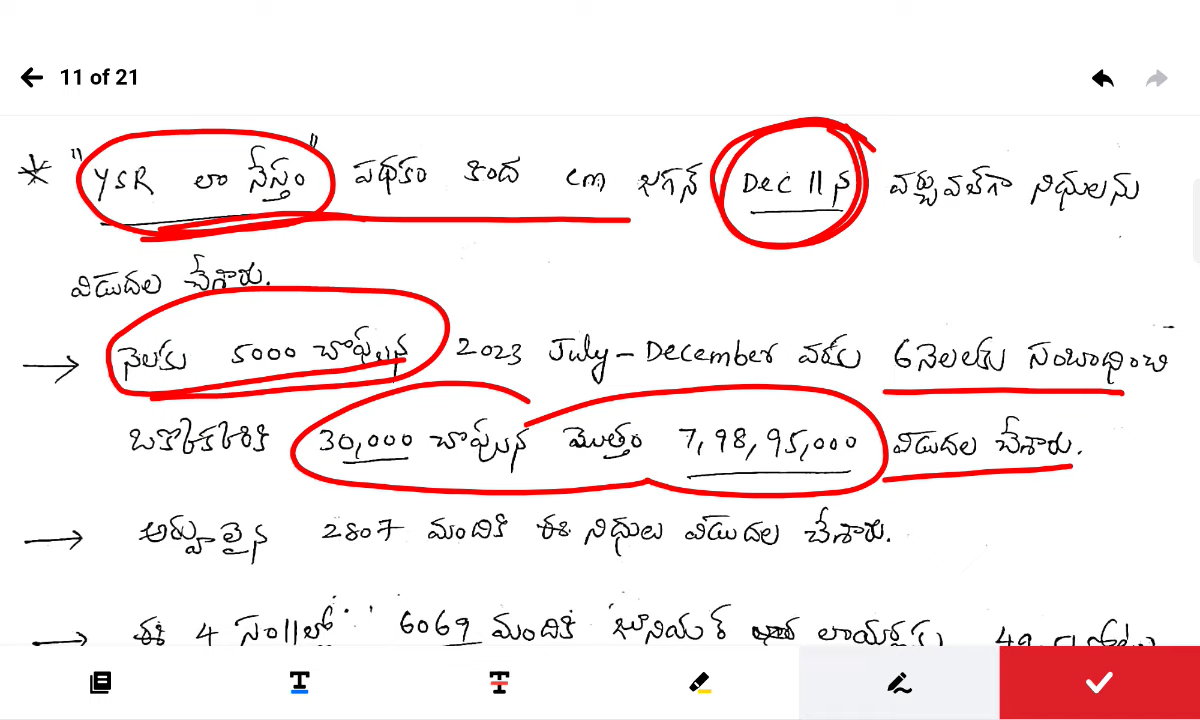 11 of 21
* "YSR లా నేస్తం" పథకం కింద cm జగన్ Dec 11న వర్చువల్‌గా నిధులను
విడుదల చేశారు.
→ నెలకు 5000 చొప్పున 2023 July - December వరకు 6నెలలకు సంబంధించి
ఒకొక్కరికి 30,000 చొప్పున మొత్తం 7,98,95,000 విడుదల చేశారు.
→ అర్హులైన 2807 మందికి ఈ నిధులు విడుదల చేశారు.
→ ఈ 4 సం॥ల్లో 6069 మందికి జూనియర్ లాయర్లకు